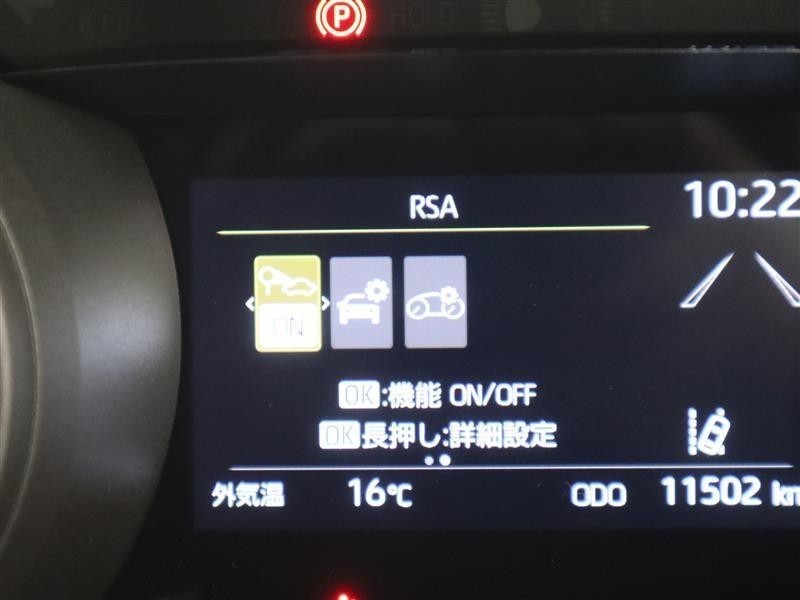 P HOLD
RSA 10:22
ON
OK:機能 ON/OFF
OK長押し:詳細設定
外気温 16℃ ODO 11502 km